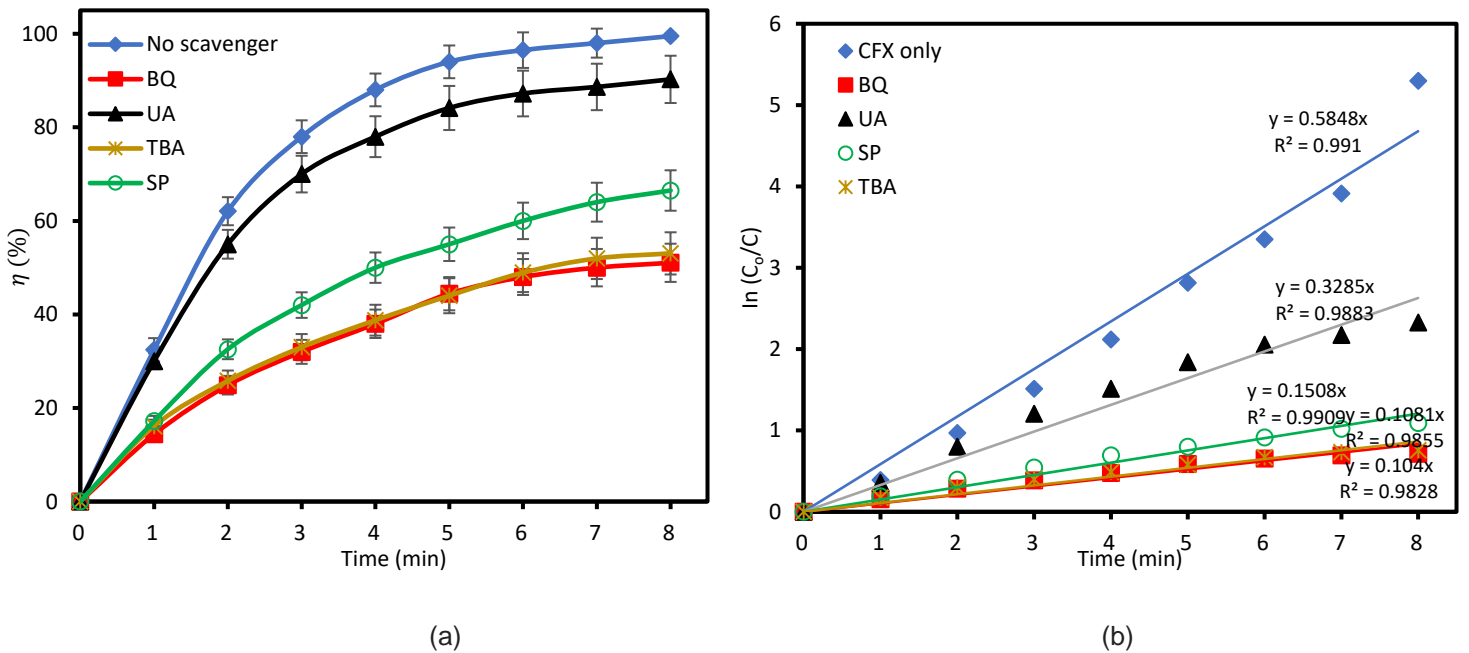 100
80
60
40
20
0
η (%)
No scavenger
BQ
UA
TBA
SP
0 1 2 3 4 5 6 7 8
Time (min)
(a)
6
5
4
3
2
1
0
ln (Cₒ/C)
CFX only
BQ
UA
SP
TBA
y = 0.5848x
R² = 0.991
y = 0.3285x
R² = 0.9883
y = 0.1508x
R² = 0.9909
y = 0.1081x
R² = 0.9855
y = 0.104x
R² = 0.9828
0 1 2 3 4 5 6 7 8
Time (min)
(b)